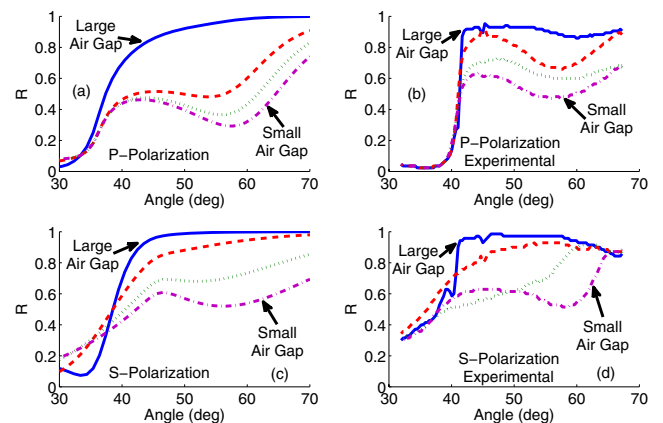 1
0.8
0.6
0.4
0.2
0
R
Large
Air Gap
(a)
Small
Air Gap
P-Polarization
30 40 50 60 70
Angle (deg)
1
0.8
0.6
0.4
0.2
0
R
Large
Air Gap
(b)
Small
Air Gap
P-Polarization
Experimental
30 40 50 60 70
Angle (deg)
1
0.8
0.6
0.4
0.2
0
R
Large
Air Gap
Small
Air Gap
S-Polarization
(c)
30 40 50 60 70
Angle (deg)
1
0.8
0.6
0.4
0.2
0
R
Large
Air Gap
Small
Air Gap
S-Polarization
Experimental
(d)
30 40 50 60 70
Angle (deg)